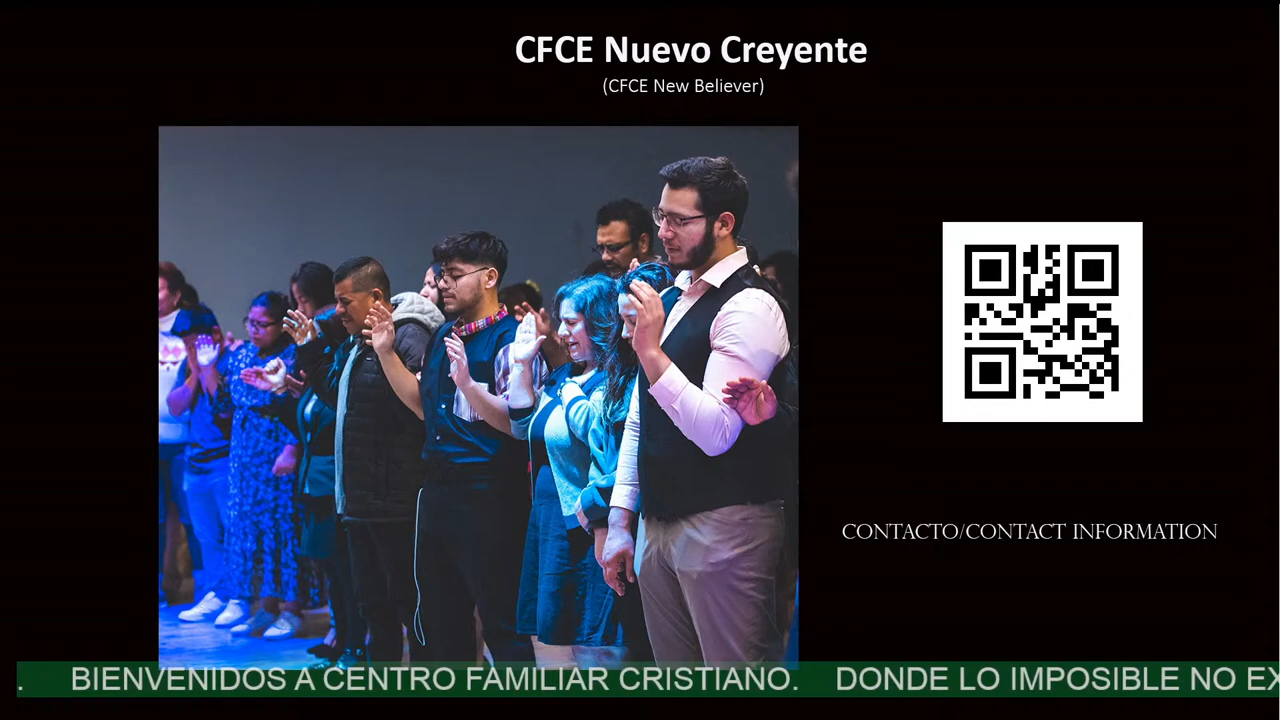 CFCE Nuevo Creyente
(CFCE New Believer)
CONTACTO/CONTACT INFORMATION
. BIENVENIDOS A CENTRO FAMILIAR CRISTIANO. DONDE LO IMPOSIBLE NO